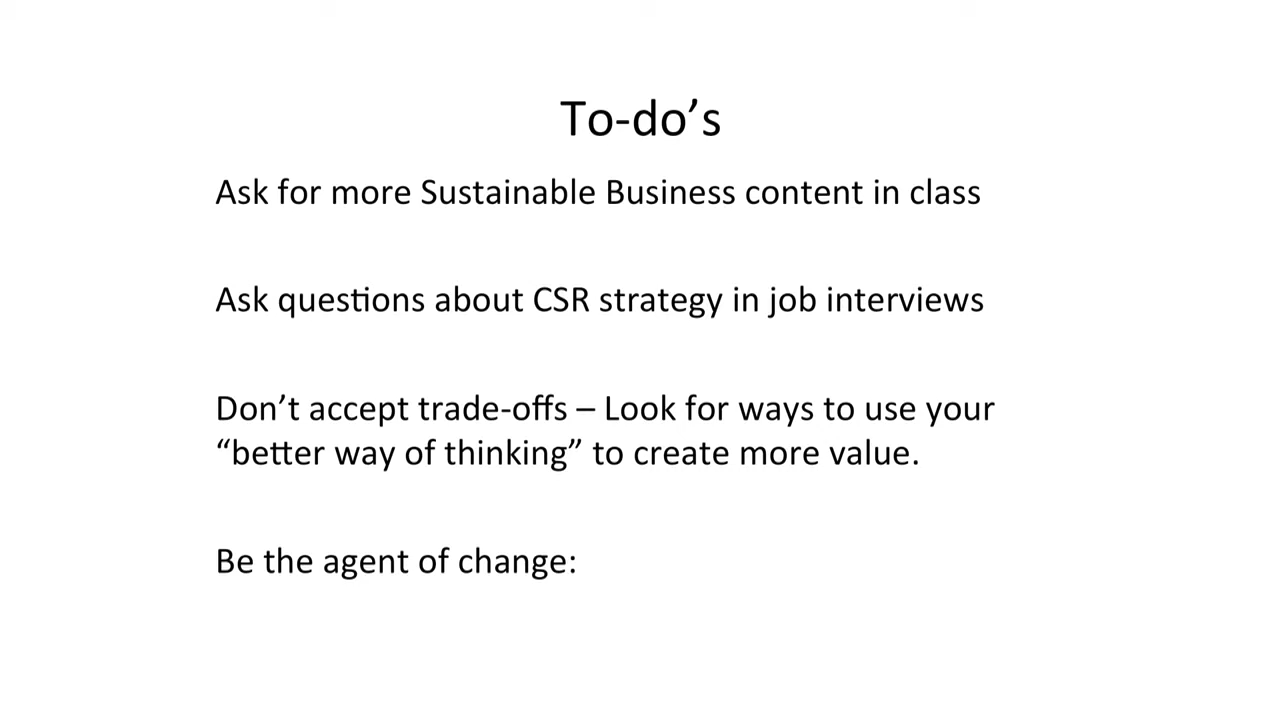 To-do’s
Ask for more Sustainable Business content in class
Ask questions about CSR strategy in job interviews
Don’t accept trade-offs – Look for ways to use your
“better way of thinking” to create more value.
Be the agent of change: